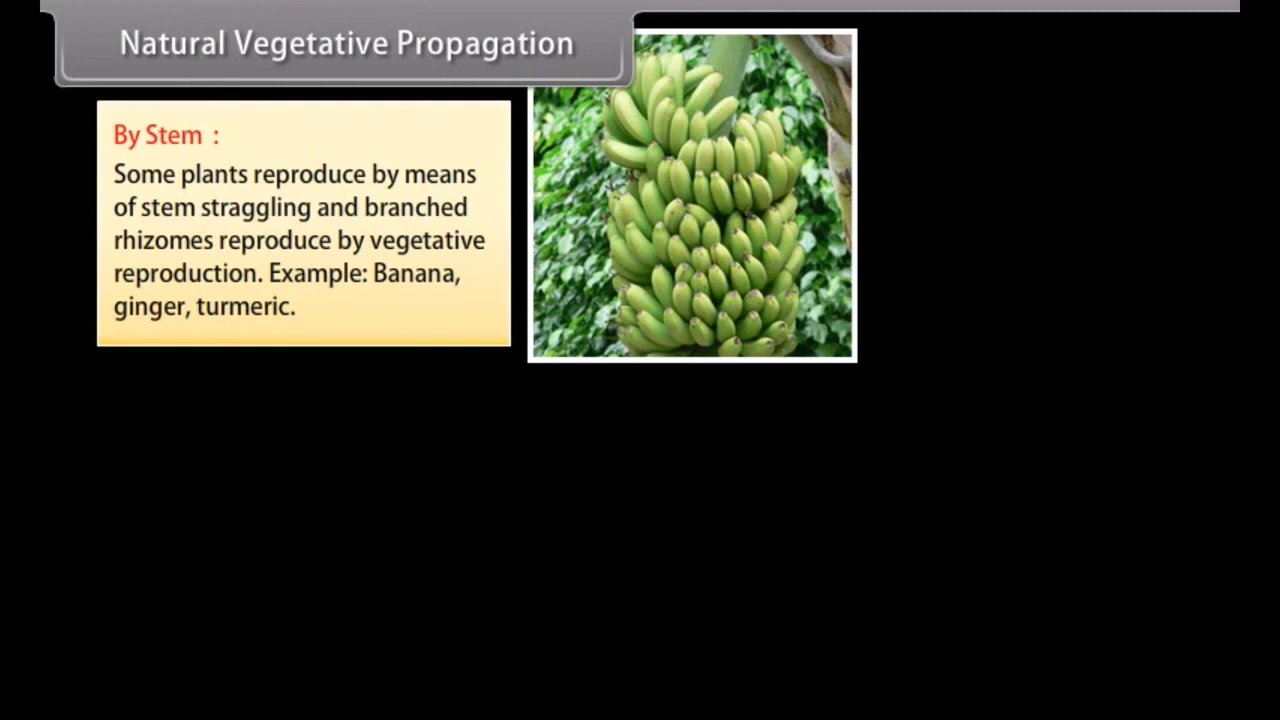 Natural Vegetative Propagation
By Stem :
Some plants reproduce by means
of stem straggling and branched
rhizomes reproduce by vegetative
reproduction. Example: Banana,
ginger, turmeric.